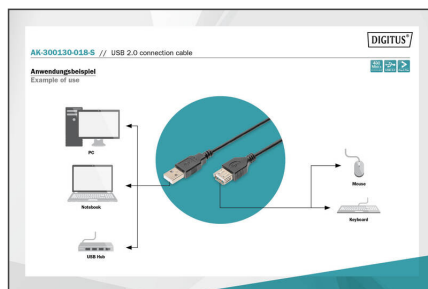 DIGITUS®
AK-300130-018-S // USB 2.0 connection cable
Anwendungsbeispiel
Example of use
PC
Notebook
USB Hub
Mouse
Keyboard